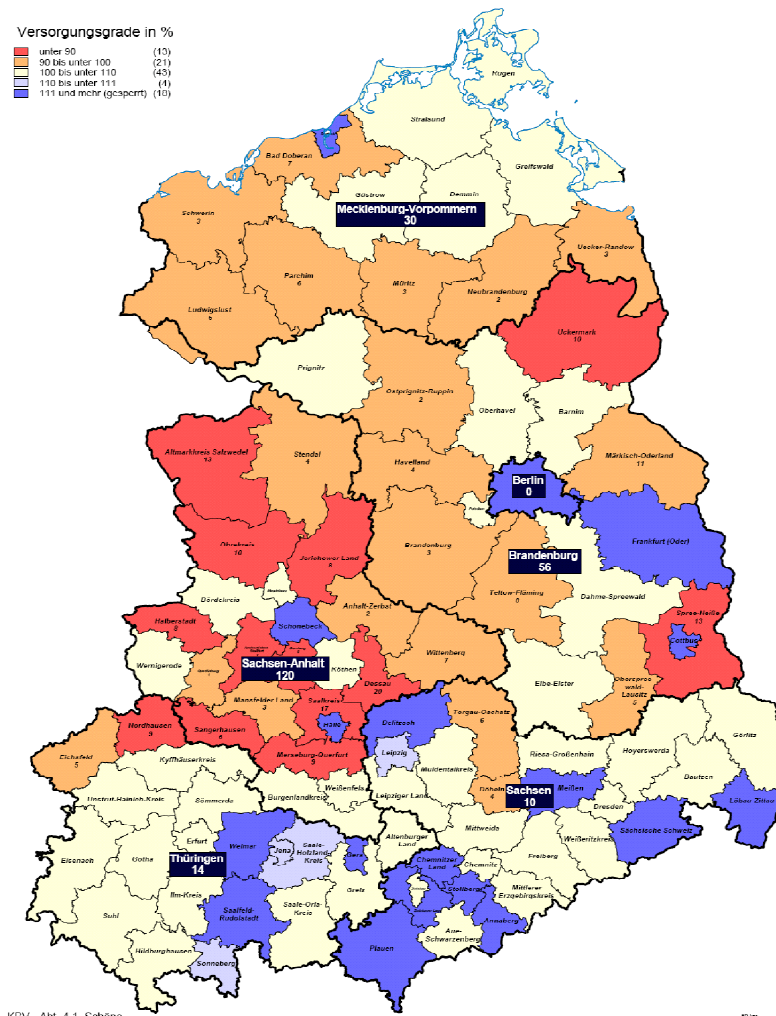 Versorgungsgrade in %
unter 90 (13)
90 bis unter 100 (21)
100 bis unter 110 (43)
110 bis unter 111 (4)
111 und mehr (gesperrt) (18)
Rügen
Stralsund
Bad Doberan
7
Greifswald
Güstrow
Demmin
Mecklenburg-Vorpommern
30
Schwerin
3
Uecker-Randow
3
Parchim
6
Müritz
3
Neubrandenburg
2
Ludwigslust
Uckermark
10
Prignitz
Ostprignitz-Ruppin
2
Oberhavel
Barnim
Altmarkkreis Salzwedel
13
Stendal
4
Havelland
4
Märkisch-Oderland
11
Berlin
0
Frankfurt (Oder)
Ohrekreis
10
Jerichower Land
8
Brandenburg
3
Brandenburg
56
Teltow-Fläming
Dahme-Spreewald
Bördekreis
Schönebeck
Anhalt-Zerbst
2
Spree-Neiße
13
Cottbus
Halberstadt
8
Wernigerode
Sachsen-Anhalt
120
Köthen
Wittenberg
7
Dessau
20
Elbe-Elster
Oberspree-
wald-
Lausitz
5
Mansfelder Land
3
Saalkreis
17
Halle
Delitzsch
Torgau-Oschatz
6
Nordhausen
9
Sangerhausen
6
Merseburg-Querfurt
9
Eichsfeld
5
Kyffhäuserkreis
Leipzig
Muldentalkreis
Riesa-Großenhain
Hoyerswerda
Görlitz
Bautzen
Unstrut-Hainich-Kreis
Sömmerda
Burgenlandkreis
Weißenfels
Leipziger Land
Döbeln
4
Sachsen
10
Meißen
Dresden
Löbau-Zittau
Mittweida
Weißeritzkreis
Sächsische Schweiz
Eisenach
Gotha
Erfurt
Thüringen
14
Weimar
Jena
Saale-
Holzland-
Kreis
Gera
Altenburger
Land
Chemnitzer
Land
Chemnitz
Freiberg
Stollberg
Mittlerer
Erzgebirgskreis
Ilm-Kreis
Suhl
Saalfeld-
Rudolstadt
Saale-Orla-
Kreis
Greiz
Annaberg
Aue-
Schwarzenberg
Plauen
Hildburghausen
Sonneberg